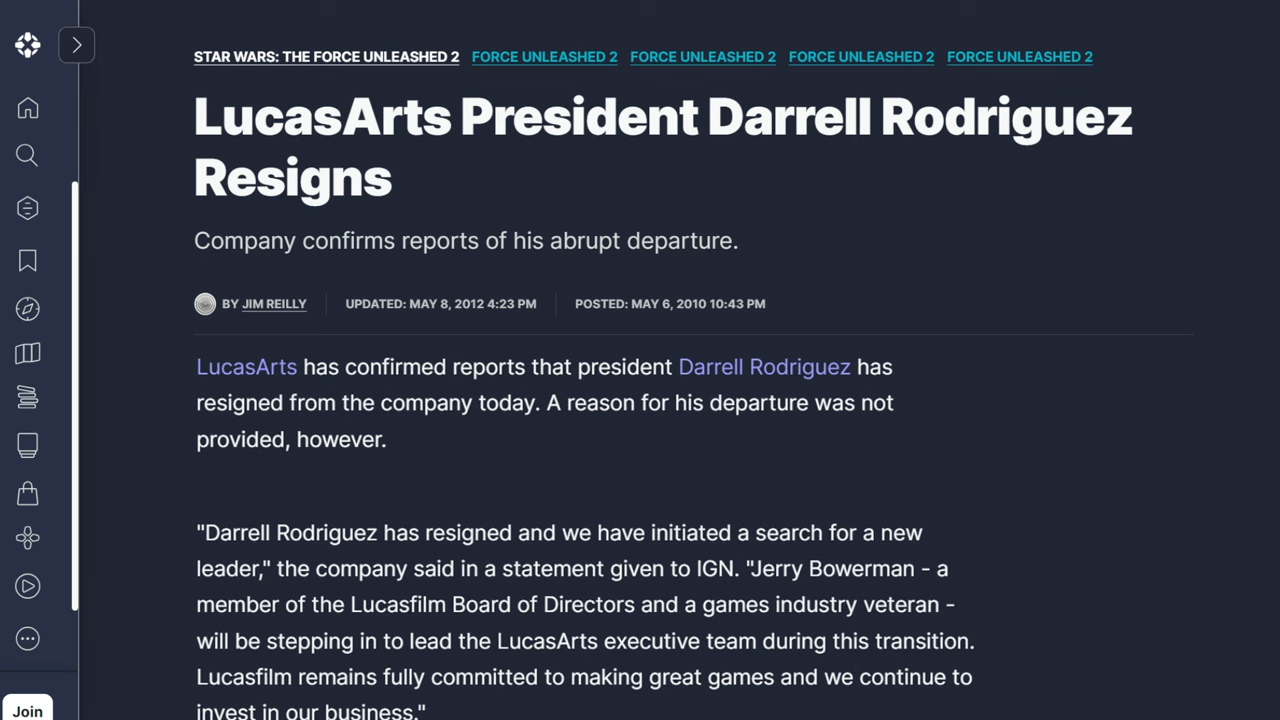 STAR WARS: THE FORCE UNLEASHED 2 FORCE UNLEASHED 2 FORCE UNLEASHED 2 FORCE UNLEASHED 2 FORCE UNLEASHED 2
LucasArts President Darrell Rodriguez
Resigns
Company confirms reports of his abrupt departure.
BY JIM REILLY UPDATED: MAY 8, 2012 4:23 PM POSTED: MAY 6, 2010 10:43 PM
LucasArts has confirmed reports that president Darrell Rodriguez has
resigned from the company today. A reason for his departure was not
provided, however.
"Darrell Rodriguez has resigned and we have initiated a search for a new
leader," the company said in a statement given to IGN. "Jerry Bowerman - a
member of the Lucasfilm Board of Directors and a games industry veteran -
will be stepping in to lead the LucasArts executive team during this transition.
Lucasfilm remains fully committed to making great games and we continue to
invest in our business."
Join